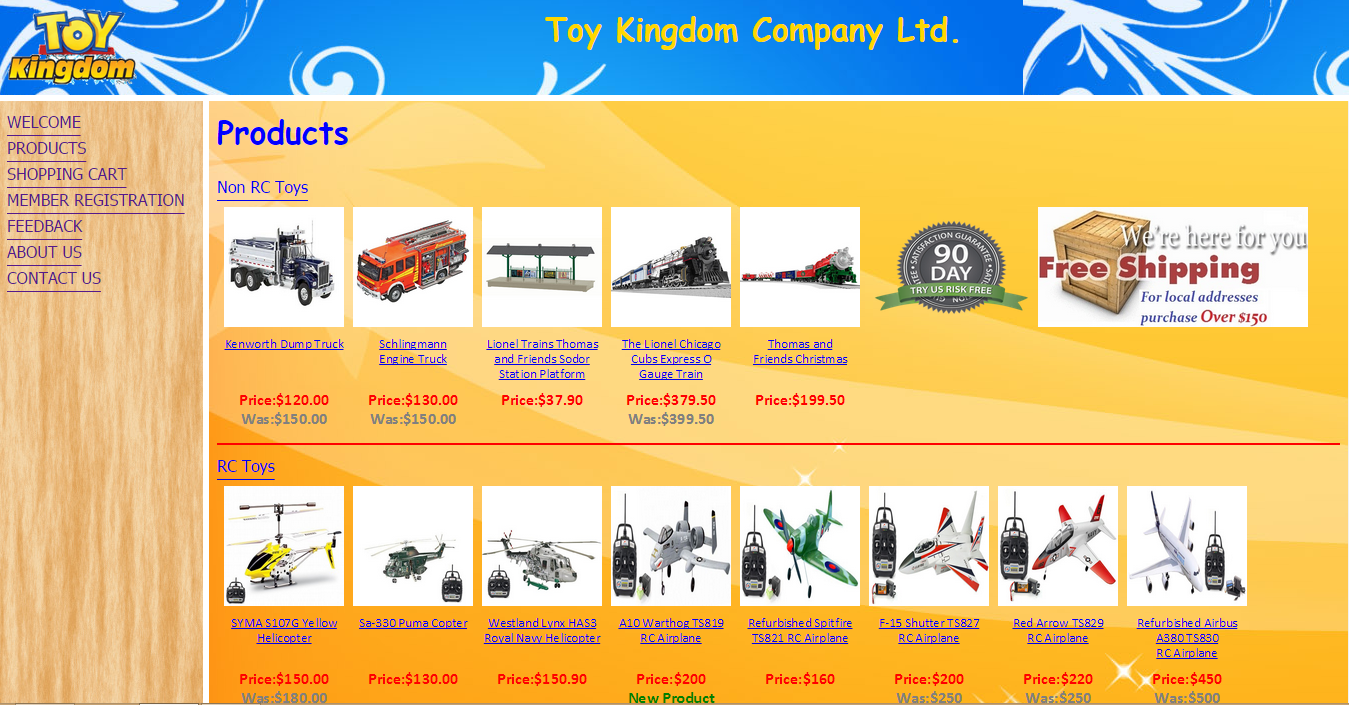 TOY
Kingdom
Toy Kingdom Company Ltd.
WELCOME
PRODUCTS
SHOPPING CART
MEMBER REGISTRATION
FEEDBACK
ABOUT US
CONTACT US
Products
Non RC Toys
SATISFACTION GUARANTEE
90
DAY
TRY US RISK FREE
We're here for you
Free Shipping
For local addresses
purchase Over $150
Kenworth Dump Truck
Schlingmann
Engine Truck
Lionel Trains Thomas
and Friends Sodor
Station Platform
The Lionel Chicago
Cubs Express O
Gauge Train
Thomas and
Friends Christmas
Price:$120.00
Was:$150.00
Price:$130.00
Was:$150.00
Price:$37.90
Price:$379.50
Was:$399.50
Price:$199.50
RC Toys
SYMA S107G Yellow
Helicopter
Sa-330 Puma Copter
Westland Lynx HAS3
Royal Navy Helicopter
A10 Warthog TS819
RC Airplane
Refurbished Spitfire
TS821 RC Airplane
F-15 Shutter TS827
RC Airplane
Red Arrow TS829
RC Airplane
Refurbished Airbus
A380 TS830
RC Airplane
Price:$150.00
Was:$180.00
Price:$130.00
Price:$150.90
Price:$200
New Product
Price:$160
Price:$200
Was:$250
Price:$220
Was:$250
Price:$450
Was:$500